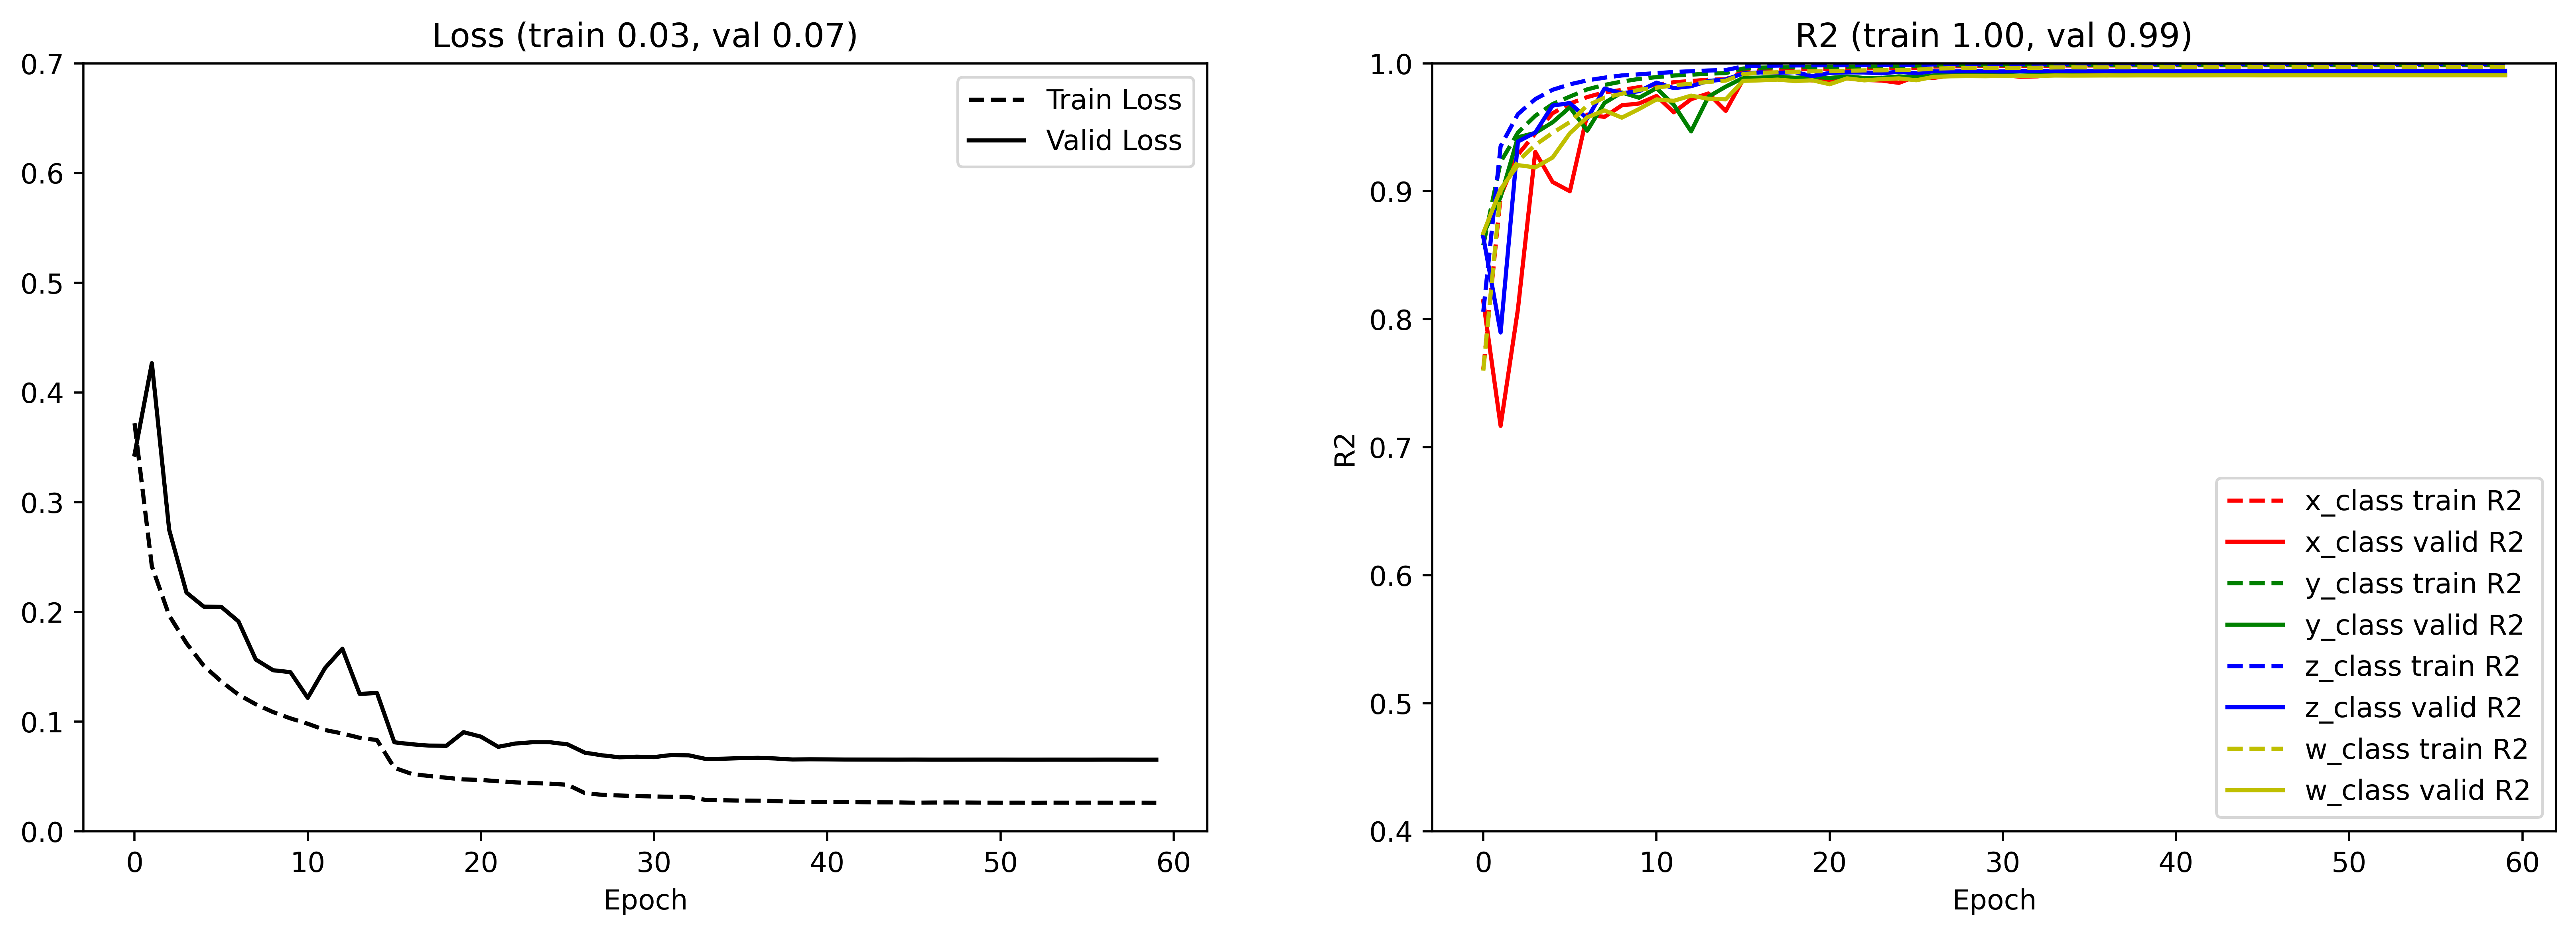 Loss (train 0.03, val 0.07)
0.7
0.6
0.5
0.4
0.3
0.2
0.1
0.0
0 10 20 30 40 50 60
Epoch
Train Loss
Valid Loss
R2 (train 1.00, val 0.99)
R2
1.0
0.9
0.8
0.7
0.6
0.5
0.4
0 10 20 30 40 50 60
Epoch
x_class train R2
x_class valid R2
y_class train R2
y_class valid R2
z_class train R2
z_class valid R2
w_class train R2
w_class valid R2